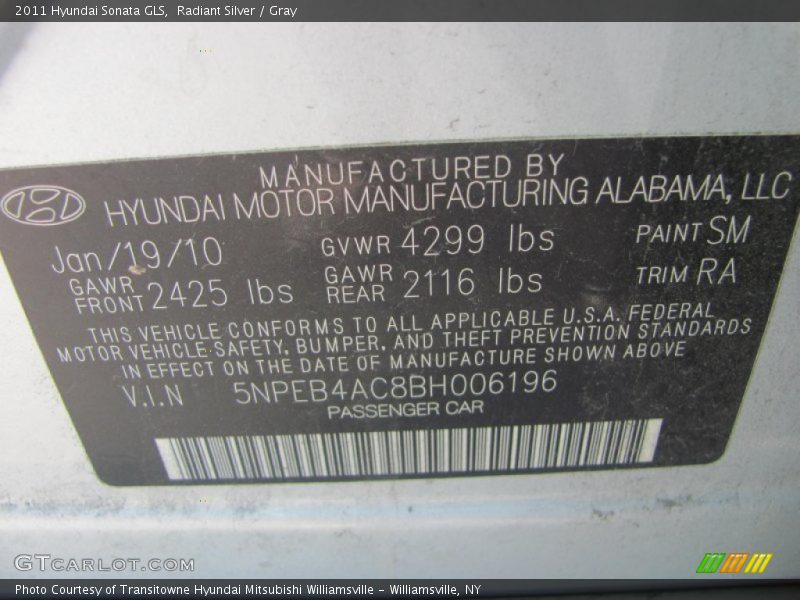 2011 Hyundai Sonata GLS,  Radiant Silver / Gray
MANUFACTURED BY
HYUNDAI MOTOR MANUFACTURING ALABAMA, LLC
Jan/19/10 GVWR 4299 lbs PAINT SM
GAWR FRONT 2425 lbs GAWR REAR 2116 lbs TRIM RA
THIS VEHICLE CONFORMS TO ALL APPLICABLE U.S.A. FEDERAL
MOTOR VEHICLE SAFETY, BUMPER, AND THEFT PREVENTION STANDARDS
IN EFFECT ON THE DATE OF MANUFACTURE SHOWN ABOVE
V.I.N 5NPEB4AC8BH006196
PASSENGER CAR
GTCARLOT.COM
Photo Courtesy of Transitowne Hyundai Mitsubishi Williamsville – Williamsville, NY